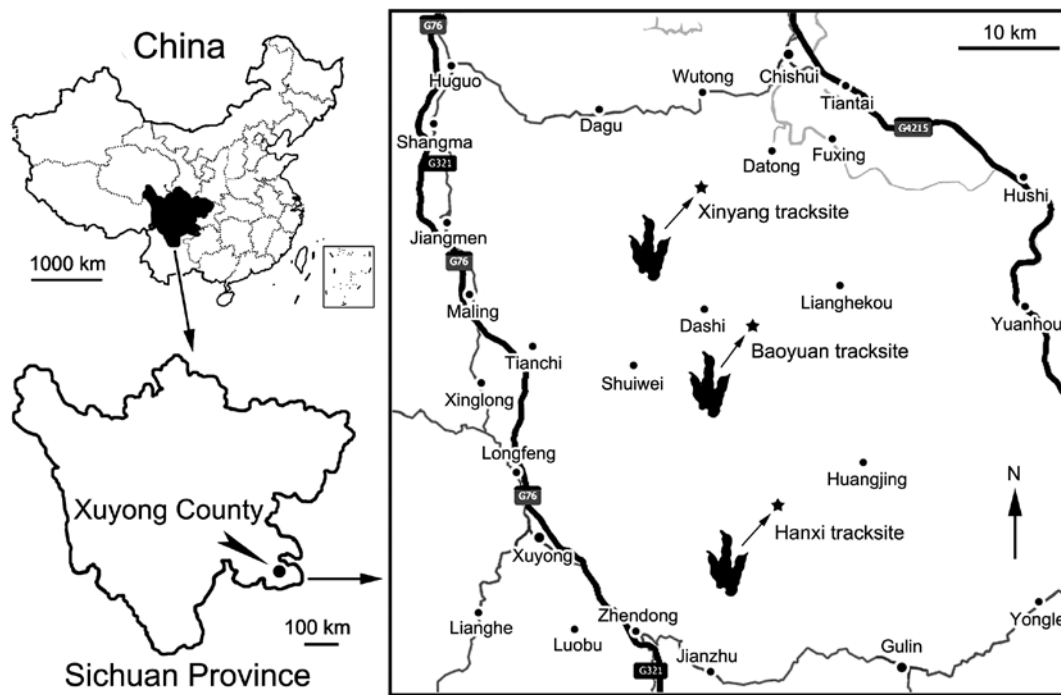 China
1000 km
Xuyong County
100 km
Sichuan Province
G76
10 km
Huguo
Wutong
Chishui
Tiantai
Dagu
Shangma
G4215
G321
Datong
Fuxing
Hushi
Xinyang tracksite
Jiangmen
G76
Maling
Lianghekou
Dashi
Yuanhou
Baoyuan tracksite
Tianchi
Shuiwei
Xinglong
Longfeng
Huangjing
N
G76
Hanxi tracksite
Xuyong
Lianghe
Luobu
Zhendong
Yongle
G321
Jianzhu
Gulin